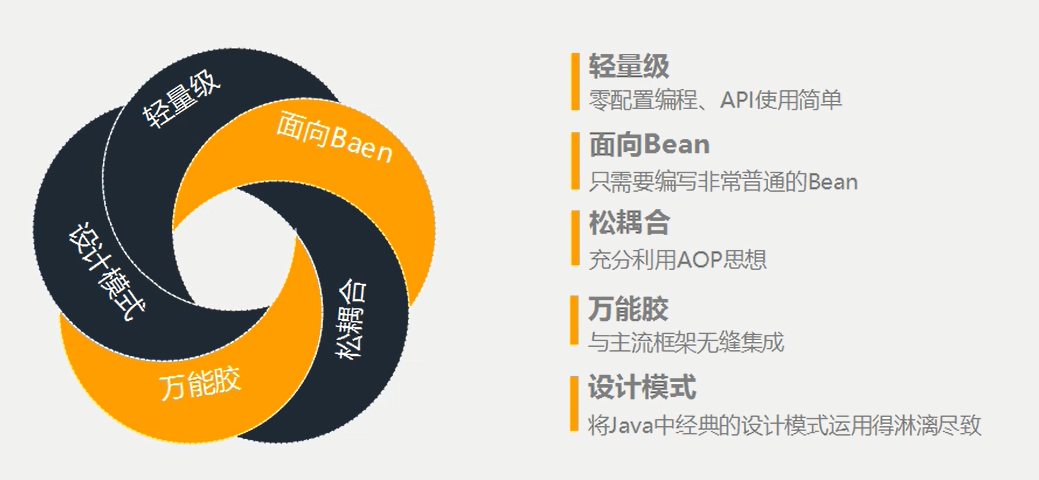 轻量级
面向Baen
松耦合
万能胶
设计模式
轻量级
零配置编程、API使用简单
面向Bean
只需要编写非常普通的Bean
松耦合
充分利用AOP思想
万能胶
与主流框架无缝集成
设计模式
将Java中经典的设计模式运用得淋漓尽致